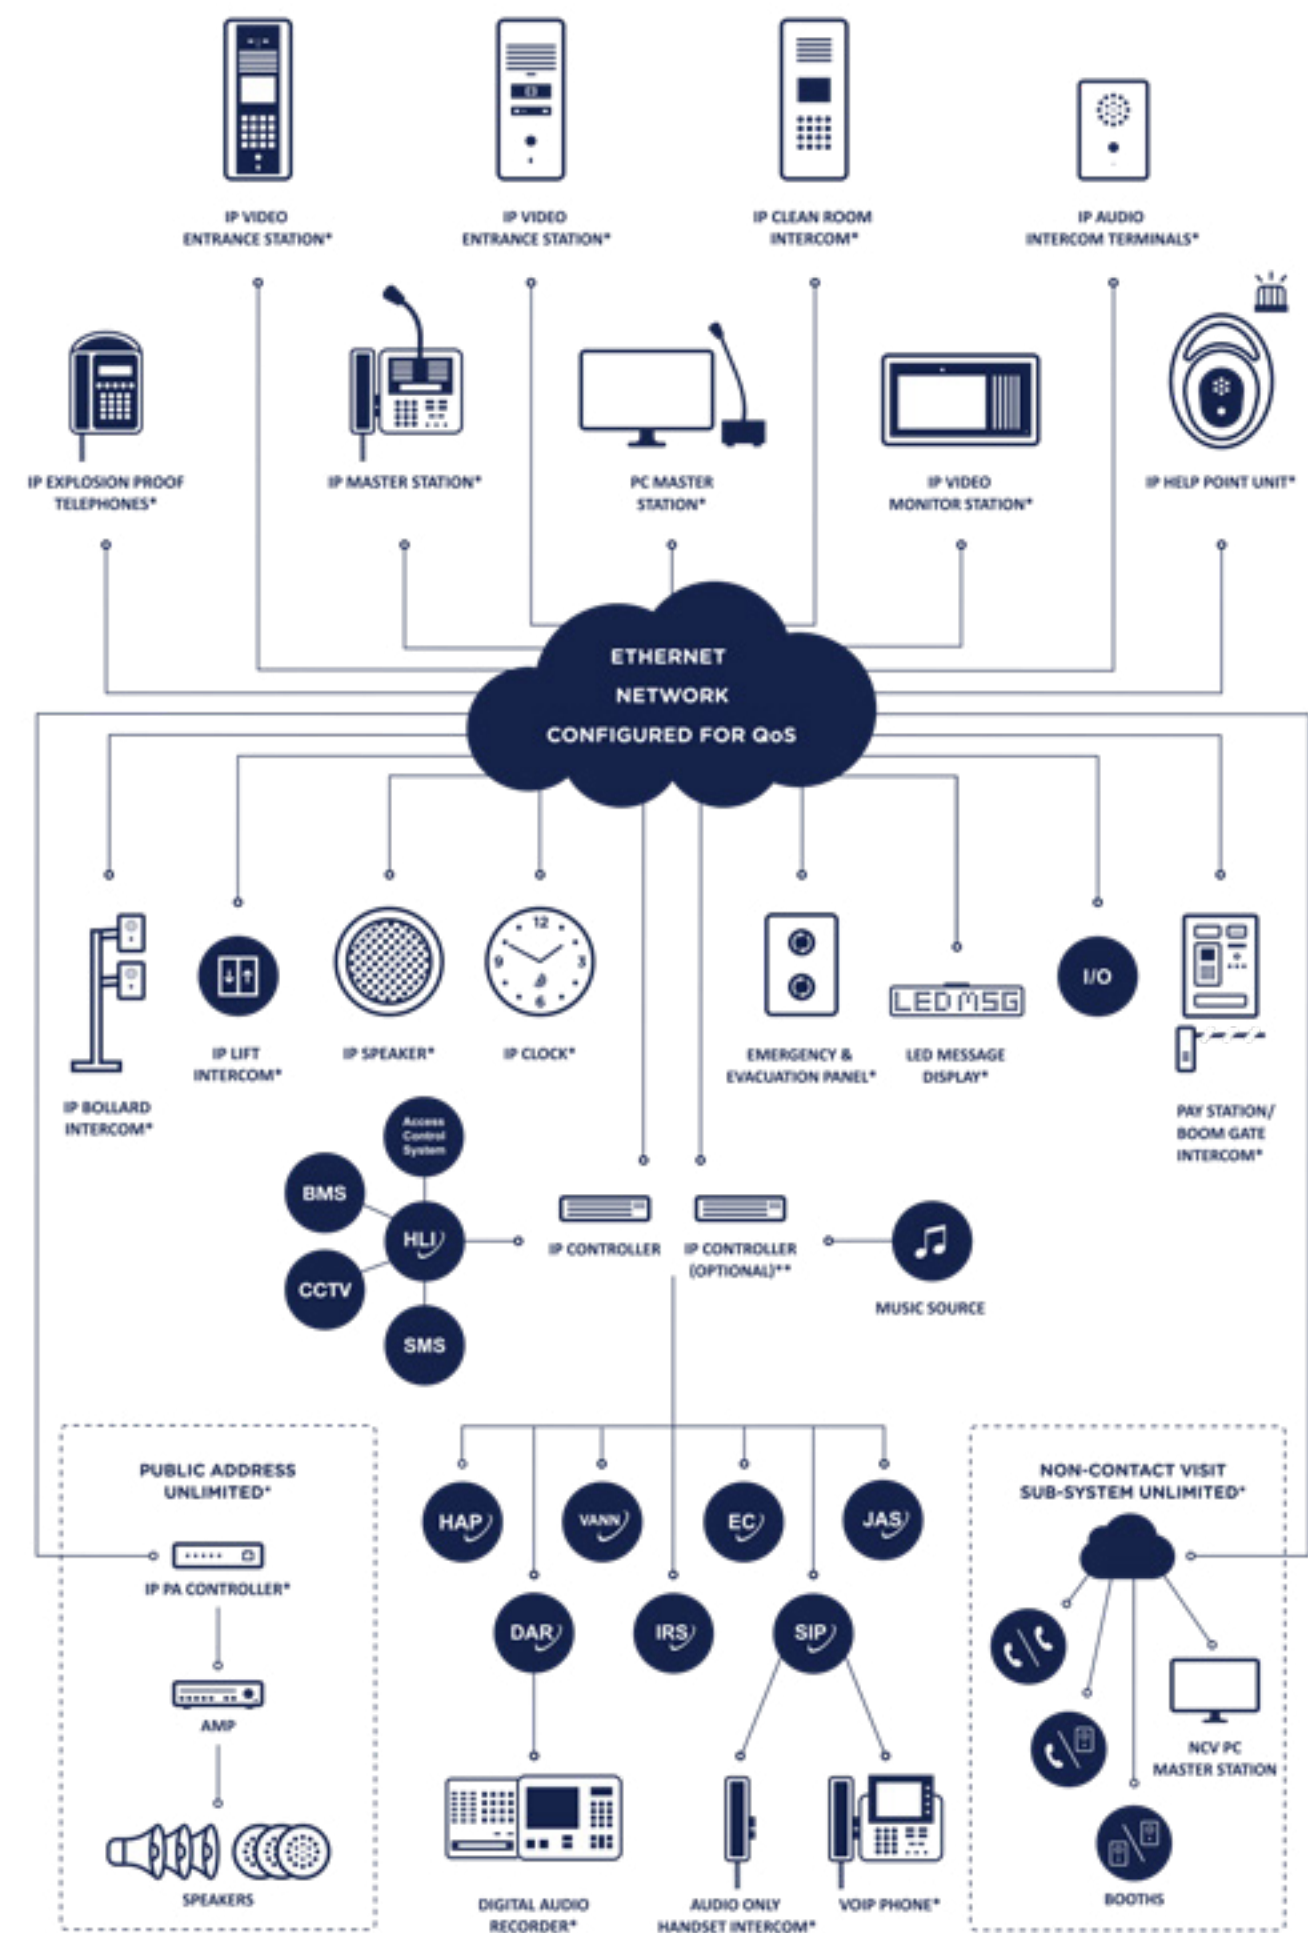 IP VIDEO
ENTRANCE STATION*
IP VIDEO
ENTRANCE STATION*
IP CLEAN ROOM
INTERCOM*
IP AUDIO
INTERCOM TERMINALS*
IP EXPLOSION PROOF
TELEPHONES*
IP MASTER STATION*
PC MASTER
STATION*
IP VIDEO
MONITOR STATION*
IP HELP POINT UNIT*
ETHERNET
NETWORK
CONFIGURED FOR QoS
12
9
3
6
LED MSG
I/O
IP BOLLARD
INTERCOM*
IP LIFT
INTERCOM*
IP SPEAKER*
IP CLOCK*
EMERGENCY &
EVACUATION PANEL*
LED MESSAGE
DISPLAY*
PAY STATION/
BOOM GATE
INTERCOM*
Access
Control
System
BMS
HLI
CCTV
SMS
IP CONTROLLER
IP CONTROLLER
(OPTIONAL)**
MUSIC SOURCE
PUBLIC ADDRESS
UNLIMITED*
IP PA CONTROLLER*
AMP
SPEAKERS
HAP
VANN
EC
JAS
DAR
IRS
SIP
DIGITAL AUDIO
RECORDER*
AUDIO ONLY
HANDSET INTERCOM*
VOIP PHONE*
NON-CONTACT VISIT
SUB-SYSTEM UNLIMITED*
NCV PC
MASTER STATION
BOOTHS